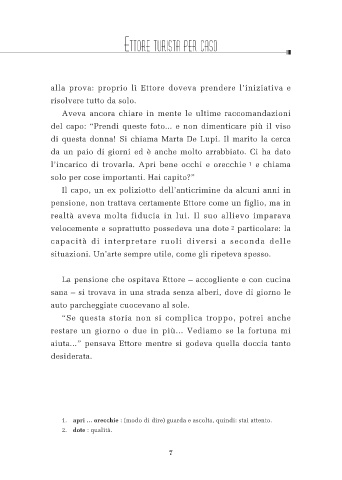 ETTORE TURISTA PER CASO
alla prova: proprio lì Ettore doveva prendere l'iniziativa e
risolvere tutto da solo.
Aveva ancora chiare in mente le ultime raccomandazioni
del capo: "Prendi queste foto... e non dimenticare più il viso
di questa donna! Si chiama Marta De Lupi. Il marito la cerca
da un paio di giorni ed è anche molto arrabbiato. Ci ha dato
l'incarico di trovarla. Apri bene occhi e orecchie 1 e chiama
solo per cose importanti. Hai capito?"
Il capo, un ex poliziotto dell'anticrimine da alcuni anni in
pensione, non trattava certamente Ettore come un figlio, ma in
realtà aveva molta fiducia in lui. Il suo allievo imparava
velocemente e soprattutto possedeva una dote 2 particolare: la
capacità di interpretare ruoli diversi a seconda delle
situazioni. Un'arte sempre utile, come gli ripeteva spesso.
La pensione che ospitava Ettore – accogliente e con cucina
sana – si trovava in una strada senza alberi, dove di giorno le
auto parcheggiate cuocevano al sole.
"Se questa storia non si complica troppo, potrei anche
restare un giorno o due in più... Vediamo se la fortuna mi
aiuta..." pensava Ettore mentre si godeva quella doccia tanto
desiderata.
1. apri ... orecchie : (modo di dire) guarda e ascolta, quindi: stai attento.
2. dote : qualità.
7